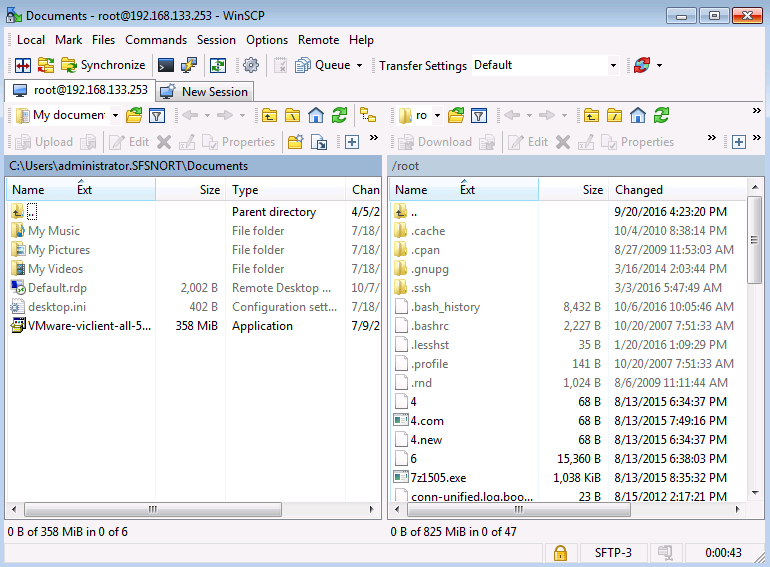 Documents - root@192.168.133.253 - WinSCP
Local Mark Files Commands Session Options Remote Help
Synchronize Queue Transfer Settings Default
root@192.168.133.253 New Session
My documen ro
Upload Edit Properties Download Edit Properties
C:\Users\administrator.SFSNORT\Documents /root
Name Ext Size Type Chan Name Ext Size Changed
.. Parent directory 4/5/2 .. 9/20/2016 4:23:20 PM
My Music File folder 7/18/ .cache 10/4/2010 8:38:14 PM
My Pictures File folder 7/18/ .cpan 8/27/2009 11:53:03 AM
My Videos File folder 7/18/ .gnupg 3/16/2014 2:03:44 PM
Default.rdp 2,002 B Remote Desktop ... 10/7/ .ssh 3/3/2016 5:47:49 AM
desktop.ini 402 B Configuration sett... 7/18/ .bash_history 8,432 B 10/6/2016 10:05:46 AM
VMware-viclient-all-5... 358 MiB Application 7/9/2 .bashrc 2,227 B 10/20/2007 7:51:33 AM
.lesshst 35 B 1/20/2016 1:09:29 PM
.profile 141 B 10/20/2007 7:51:33 AM
.rnd 1,024 B 8/6/2009 11:11:44 AM
4 68 B 8/13/2015 6:34:37 PM
4.com 68 B 8/13/2015 7:49:16 PM
4.new 68 B 8/13/2015 6:34:37 PM
6 15,360 B 8/13/2015 6:38:03 PM
7z1505.exe 1,038 KiB 8/13/2015 8:35:32 PM
conn-unified.log.boo... 23 B 8/15/2012 2:17:21 PM
0 B of 358 MiB in 0 of 6 0 B of 825 MiB in 0 of 47
SFTP-3 0:00:43